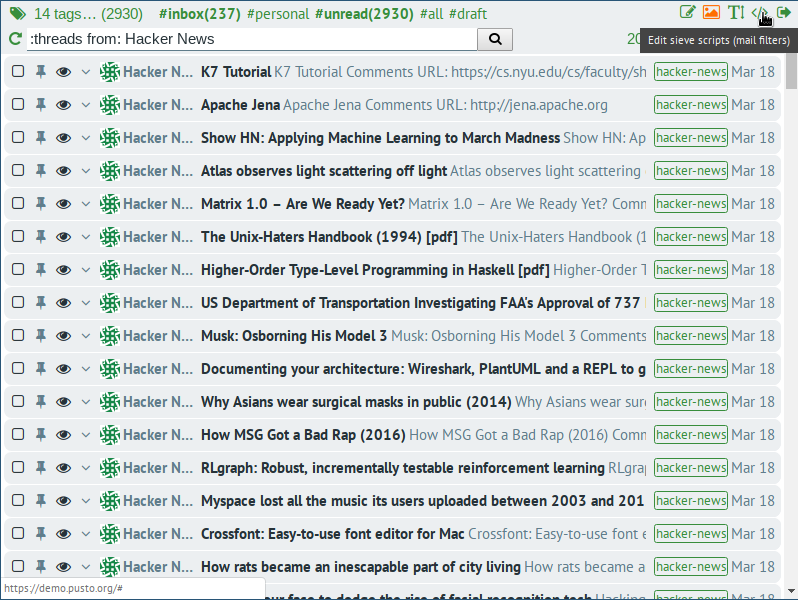 14 tags… (2930) #inbox(237) #personal #unread(2930) #all #draft
:threads from: Hacker News
Edit sieve scripts (mail filters)
Hacker N… K7 Tutorial K7 Tutorial Comments URL: https://cs.nyu.edu/cs/faculty/sh hacker-news Mar 18
Hacker N… Apache Jena Apache Jena Comments URL: http://jena.apache.org hacker-news Mar 18
Hacker N… Show HN: Applying Machine Learning to March Madness Show HN: Ap hacker-news Mar 18
Hacker N… Atlas observes light scattering off light Atlas observes light scattering hacker-news Mar 18
Hacker N… Matrix 1.0 – Are We Ready Yet? Matrix 1.0 – Are We Ready Yet? Comn hacker-news Mar 18
Hacker N… The Unix-Haters Handbook (1994) [pdf] The Unix-Haters Handbook (1 hacker-news Mar 18
Hacker N… Higher-Order Type-Level Programming in Haskell [pdf] Higher-Order T hacker-news Mar 18
Hacker N… US Department of Transportation Investigating FAA's Approval of 737 hacker-news Mar 18
Hacker N… Musk: Osborning His Model 3 Musk: Osborning His Model 3 Comments hacker-news Mar 18
Hacker N… Documenting your architecture: Wireshark, PlantUML and a REPL to g hacker-news Mar 18
Hacker N… Why Asians wear surgical masks in public (2014) Why Asians wear sur hacker-news Mar 18
Hacker N… How MSG Got a Bad Rap (2016) How MSG Got a Bad Rap (2016) Comn hacker-news Mar 18
Hacker N… RLgraph: Robust, incrementally testable reinforcement learning RLgra hacker-news Mar 18
Hacker N… Myspace lost all the music its users uploaded between 2003 and 201 hacker-news Mar 18
Hacker N… Crossfont: Easy-to-use font editor for Mac Crossfont: Easy-to-use font e hacker-news Mar 18
Hacker N… How rats became an inescapable part of city living How rats became a hacker-news Mar 18
https://demo.pusto.org/#
your face to dodge the rise of facial recognition tech